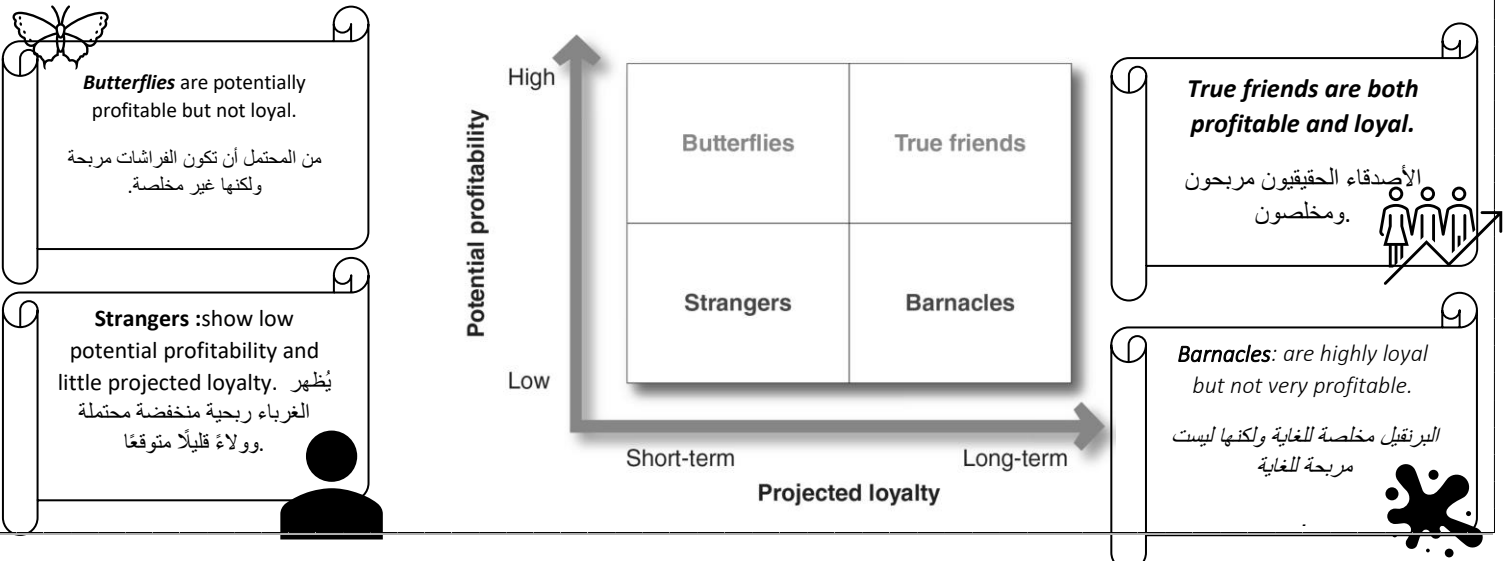 Butterflies are potentially
profitable but not loyal.
من المحتمل أن تكون الفراشات مربحة
ولكنها غير مخلصة.
Strangers :show low
potential profitability and
little projected loyalty. يُظهر
الغرباء ربحية منخفضة محتملة
وولاءً قليلًا متوقعًا.
Potential profitability
High
Low
Butterflies
True friends
Strangers
Barnacles
Short-term
Long-term
Projected loyalty
True friends are both
profitable and loyal.
الأصدقاء الحقيقيون مربحون
ومخلصون.
Barnacles: are highly loyal
but not very profitable.
البرنقيل مخلصة للغاية ولكنها ليست
مربحة للغاية
.